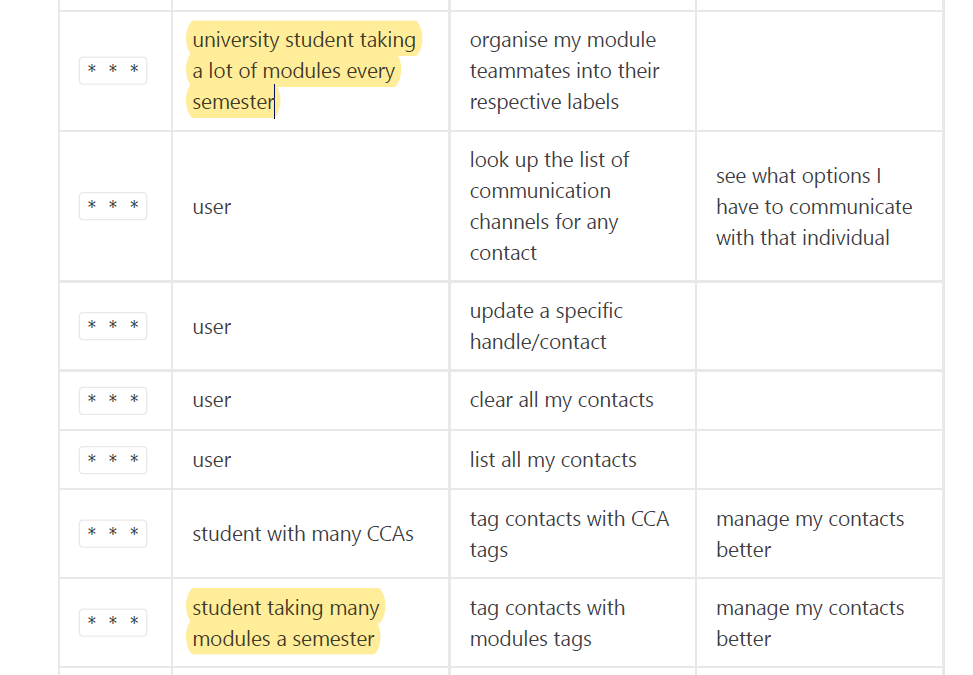 * * *
university student taking
a lot of modules every
semester
organise my module
teammates into their
respective labels
* * *
user
look up the list of
communication
channels for any
contact
see what options I
have to communicate
with that individual
* * *
user
update a specific
handle/contact
* * *
user
clear all my contacts
* * *
user
list all my contacts
* * *
student with many CCAs
tag contacts with CCA
tags
manage my contacts
better
* * *
student taking many
modules a semester
tag contacts with
modules tags
manage my contacts
better